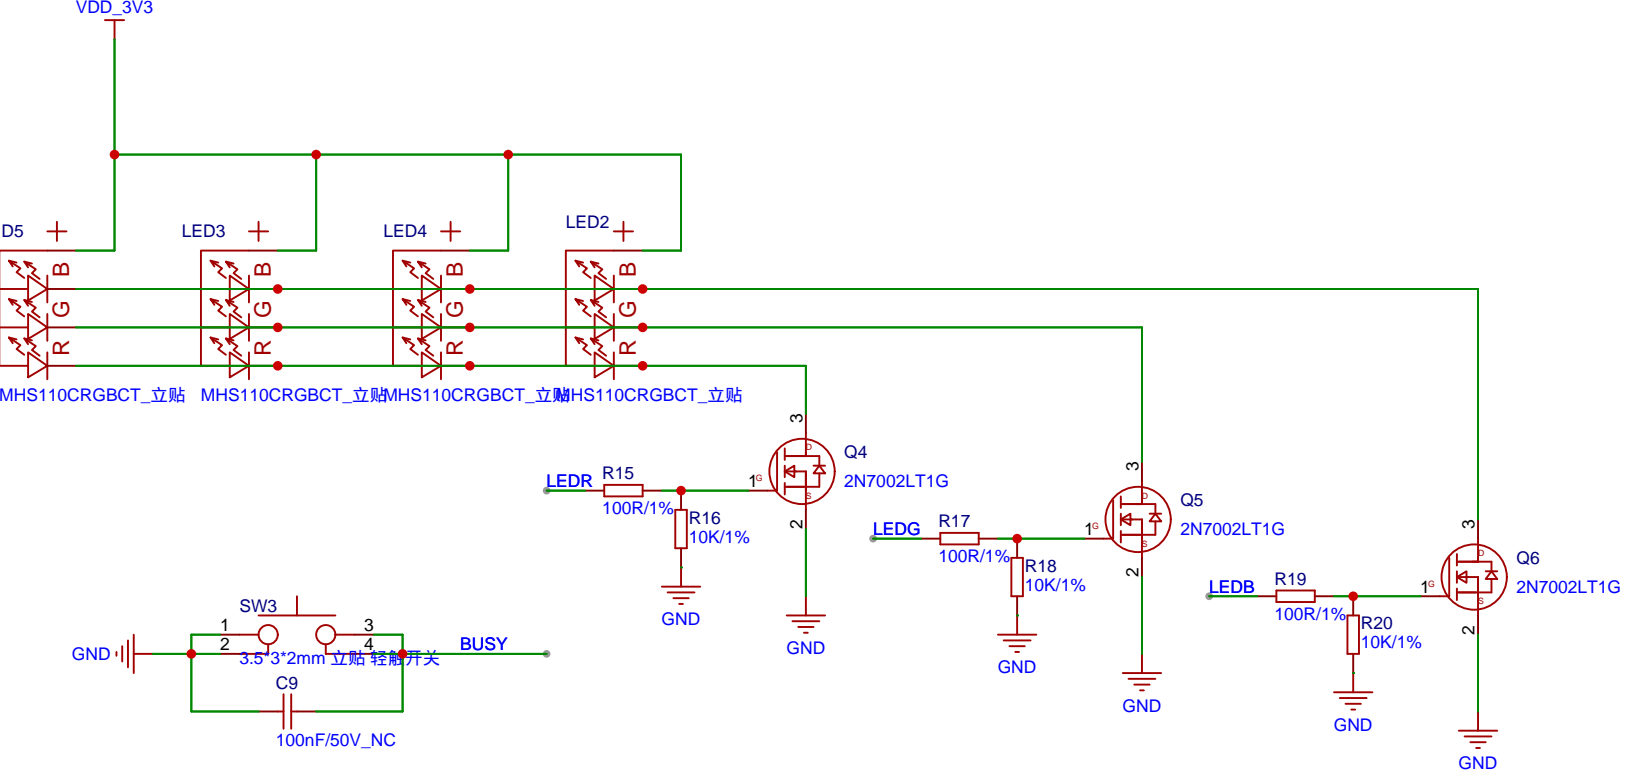 VDD_3V3
D5
LED3
LED4
LED2
B
B
B
B
G
G
G
G
R
R
R
R
MHS110CRGBCT_立贴
MHS110CRGBCT_立贴
MHS110CRGBCT_立贴
MHS110CRGBCT_立贴
3
D
Q4
LEDR
R15
1
G
2N7002LT1G
S
100R/1%
R16
10K/1%
2
GND
GND
3
D
Q5
LEDG
R17
1
G
2N7002LT1G
S
100R/1%
R18
10K/1%
2
GND
GND
3
D
Q6
LEDB
R19
1
G
2N7002LT1G
S
100R/1%
R20
10K/1%
2
GND
GND
SW3
1
3
2
4
GND
BUSY
3.5*3*2mm 立贴 轻触开关
C9
100nF/50V_NC